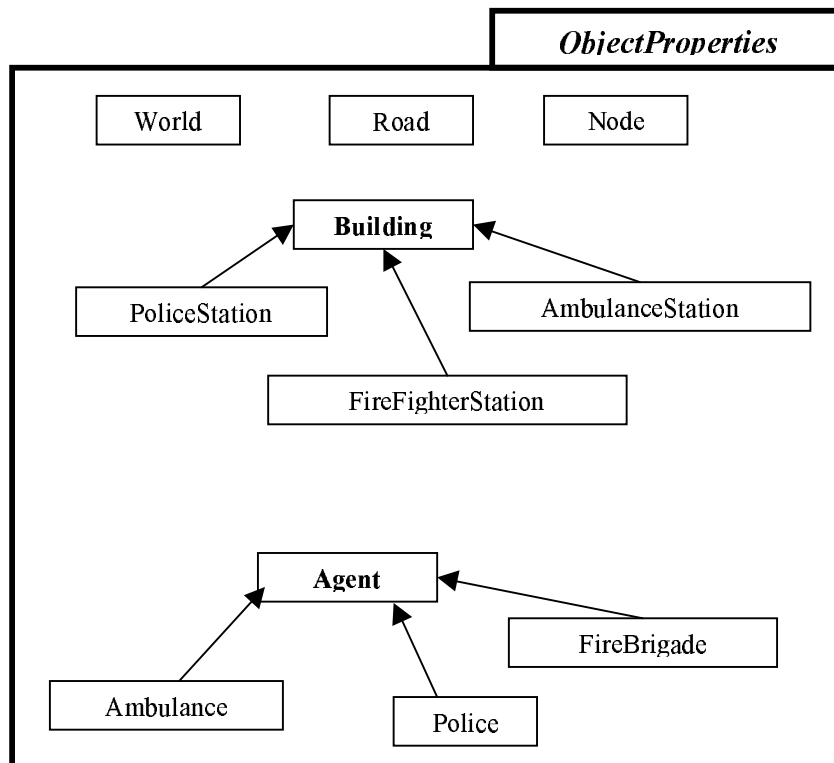 ObjectProperties
World
Road
Node
Building
PoliceStation
AmbulanceStation
FireFighterStation
Agent
FireBrigade
Ambulance
Police